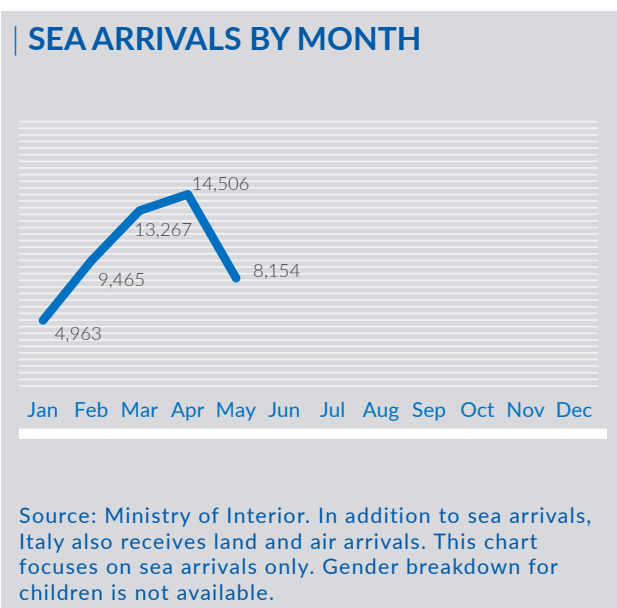 | SEA ARRIVALS BY MONTH
14,506
13,267
8,154
9,465
4,963
Jan Feb Mar Apr May Jun Jul Aug Sep Oct Nov Dec
Source: Ministry of Interior. In addition to sea arrivals,
Italy also receives land and air arrivals. This chart
focuses on sea arrivals only. Gender breakdown for
children is not available.